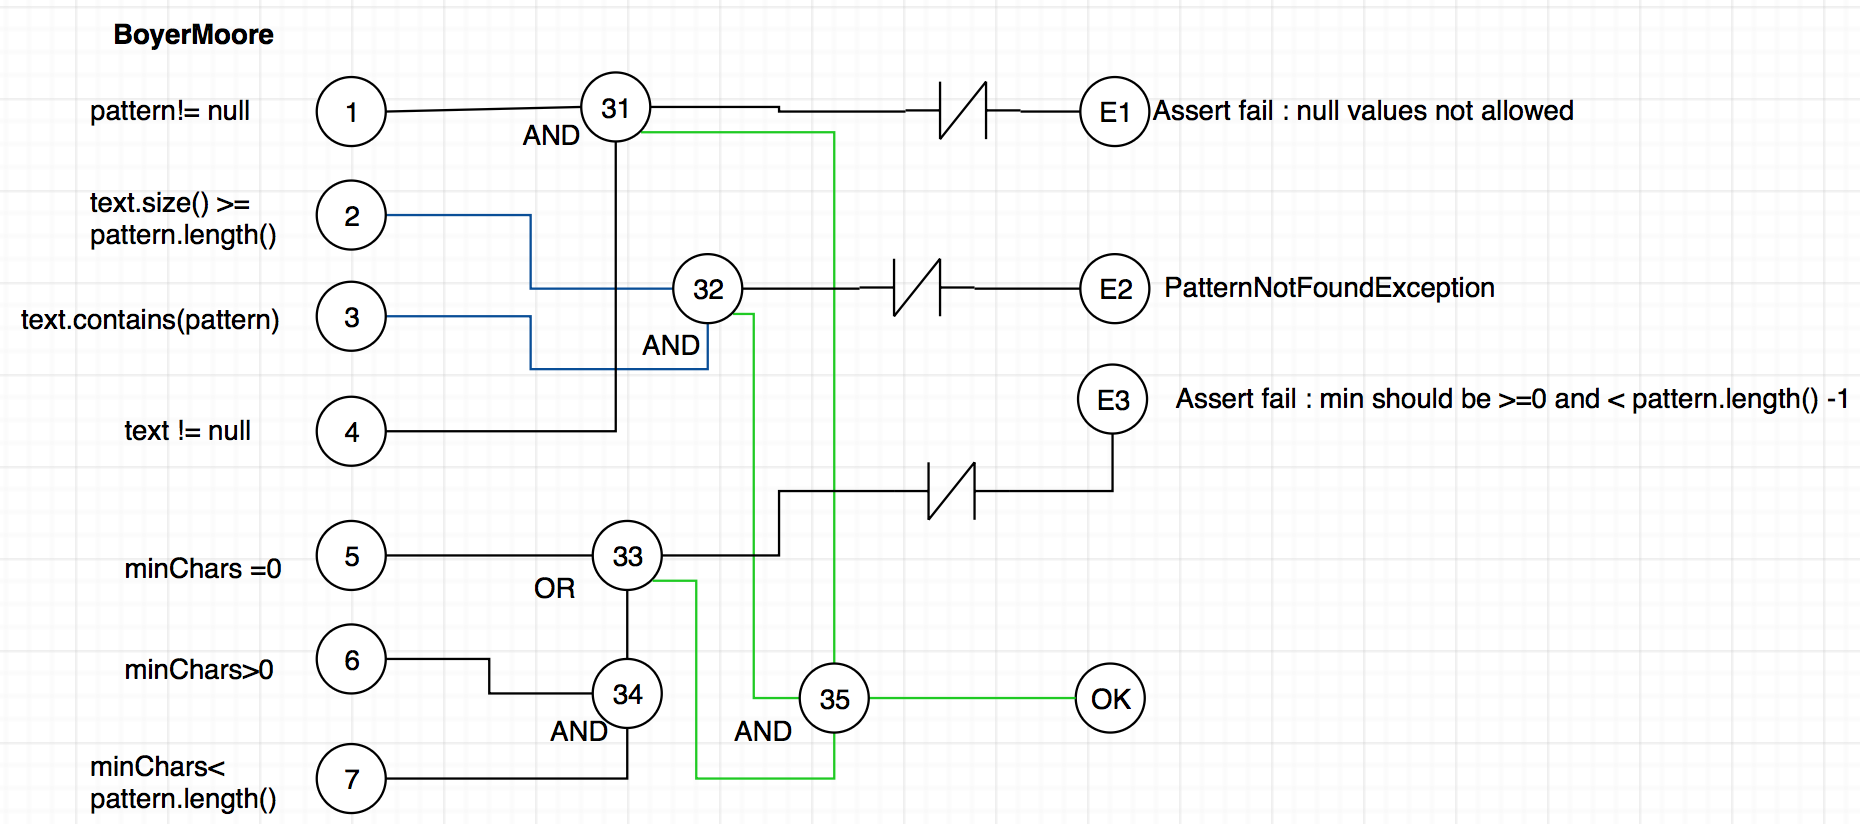 BoyerMoore
pattern!= null
1
31
AND
E1
Assert fail : null values not allowed
text.size() >=
pattern.length()
2
32
AND
E2
PatternNotFoundException
text.contains(pattern)
3
E3
Assert fail : min should be >=0 and < pattern.length() -1
text != null
4
minChars =0
5
33
OR
minChars>0
6
34
AND
35
AND
OK
minChars<
pattern.length()
7